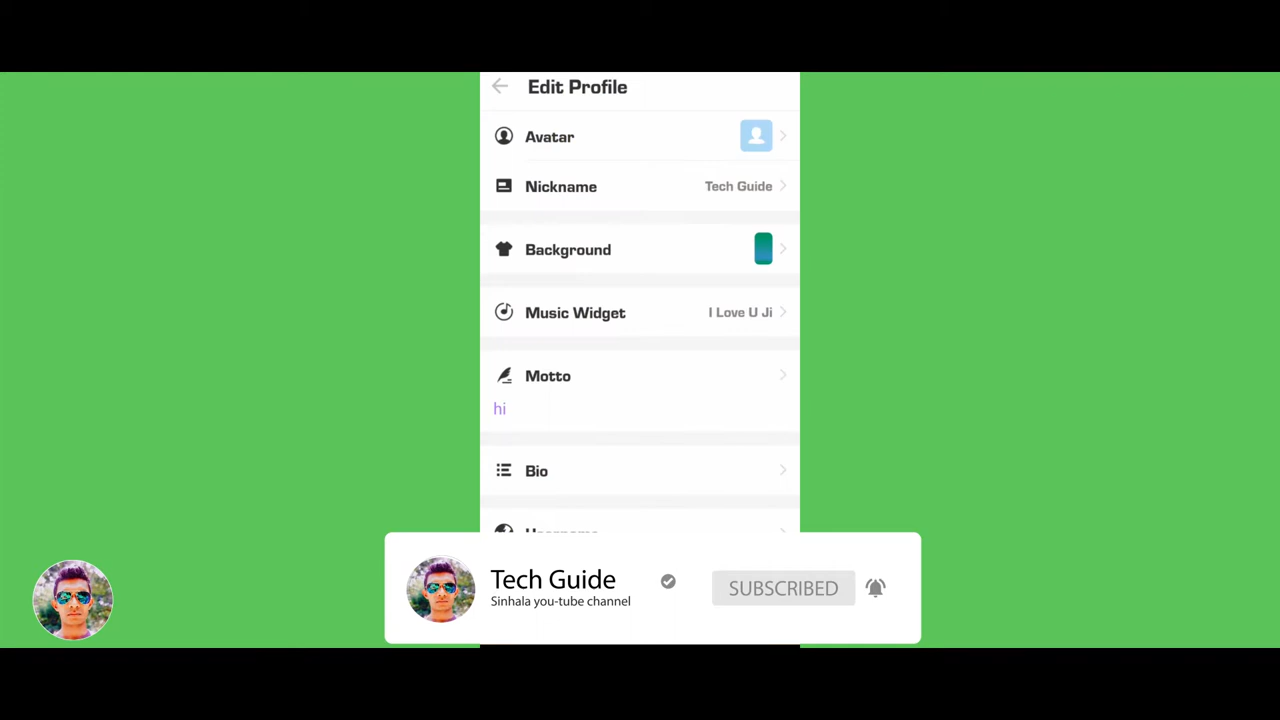 Edit Profile
Avatar
Nickname Tech Guide
Background
Music Widget I Love U Ji
Motto
hi
Bio
Username
Tech Guide
Sinhala you-tube channel
SUBSCRIBED